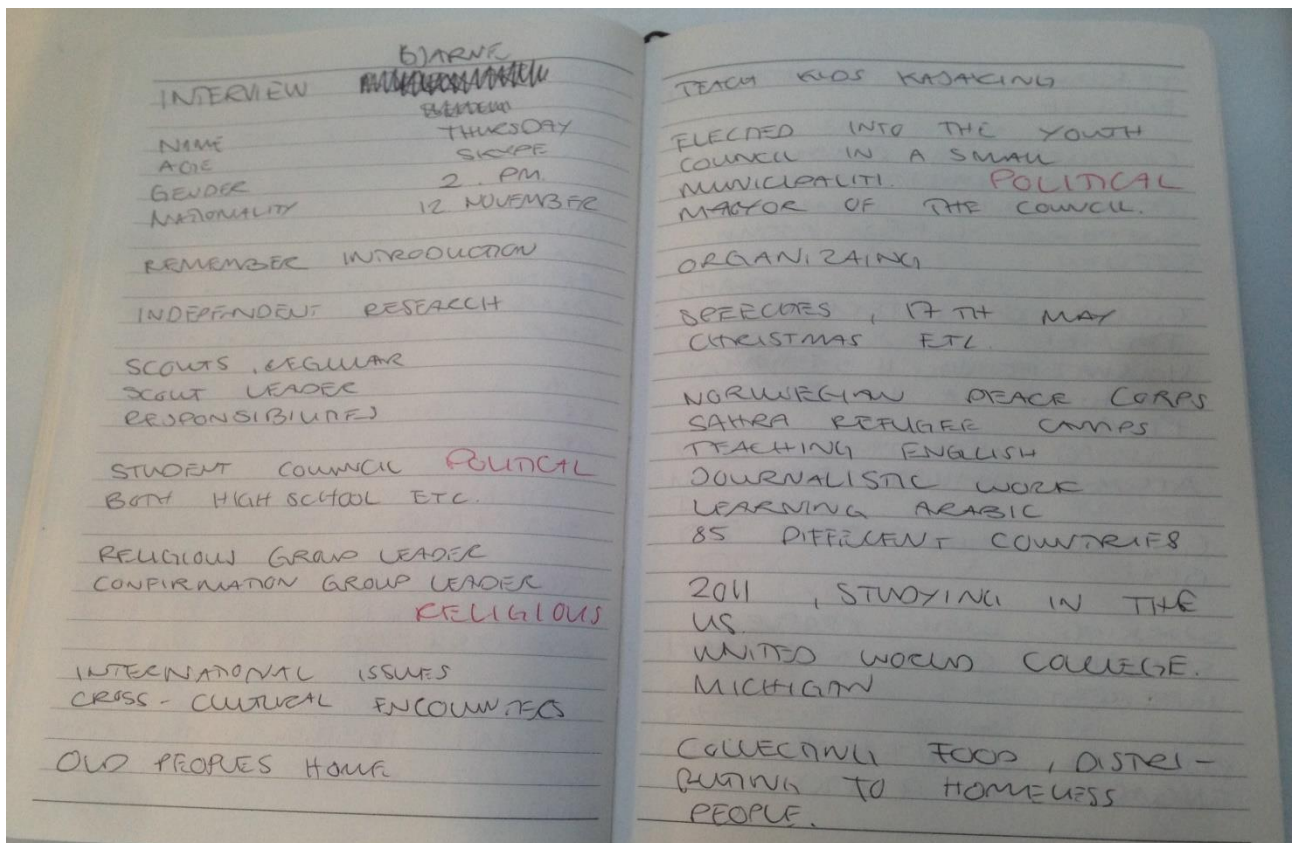 BJARNE
INTERVIEW
THURSDAY
NAME
SKYPE
AGE
2. PM
GENDER
12 NOVEMBER
NATIONALITY
REMEMBER INTRODUCTION
INDEPENDENT RESEARCH
SCOUTS, REGULAR
SCOUT LEADER
RESPONSIBILITIES
STUDENT COUNCIL POLITICAL
BOTH HIGH SCHOOL ETC.
RELIGIOUS GROUP LEADER
CONFIRMATION GROUP LEADER
RELIGIOUS
INTERNATIONAL ISSUES
CROSS-CULTURAL ENCOUNTERS
OLD PEOPLES HOME
TEACH KIDS KAJAKING
ELECTED INTO THE YOUTH
COUNCIL IN A SMALL
MUNICIPALITI. POLITICAL
MAYOR OF THE COUNCIL.
ORGANIZAING
SPEECHES, 17 TH MAY
CHRISTMAS ETC.
NORWEGIAN PEACE CORPS
SAHRA REFUGEE CAMPS
TEACHING ENGLISH
JOURNALISTIC WORK
LEARNING ARABIC
85 DIFFERENT COUNTRIES
2011, STUDYING IN THE
US.
UNITED WORLD COLLEGE.
MICHIGAN
COLLECTING FOOD, DISTRI-
BUTING TO HOMELESS
PEOPLE.